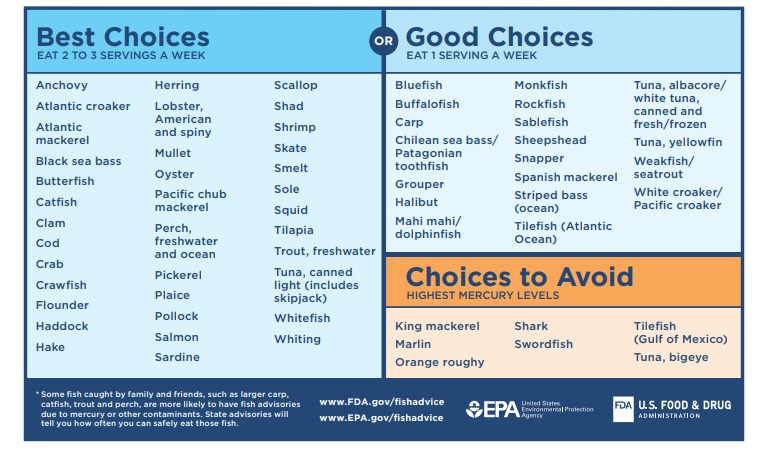 Best Choices
EAT 2 TO 3 SERVINGS A WEEK
OR
Good Choices
EAT 1 SERVING A WEEK
Anchovy
Atlantic croaker
Atlantic
mackerel
Black sea bass
Butterfish
Catfish
Clam
Cod
Crab
Crawfish
Flounder
Haddock
Hake
Herring
Lobster,
American
and spiny
Mullet
Oyster
Pacific chub
mackerel
Perch,
freshwater
and ocean
Pickerel
Plaice
Pollock
Salmon
Sardine
Scallop
Shad
Shrimp
Skate
Smelt
Sole
Squid
Tilapia
Trout, freshwater
Tuna, canned
light (includes
skipjack)
Whitefish
Whiting
Bluefish
Buffalofish
Carp
Chilean sea bass/
Patagonian
toothfish
Grouper
Halibut
Mahi mahi/
dolphinfish
Monkfish
Rockfish
Sablefish
Sheepshead
Snapper
Spanish mackerel
Striped bass
(ocean)
Tilefish (Atlantic
Ocean)
Tuna, albacore/
white tuna,
canned and
fresh/frozen
Tuna, yellowfin
Weakfish/
seatrout
White croaker/
Pacific croaker
Choices to Avoid
HIGHEST MERCURY LEVELS
King mackerel
Marlin
Orange roughy
Shark
Swordfish
Tilefish
(Gulf of Mexico)
Tuna, bigeye
* Some fish caught by family and friends, such as larger carp,
catfish, trout and perch, are more likely to have fish advisories
due to mercury or other contaminants. State advisories will
tell you how often you can safely eat those fish.
www.FDA.gov/fishadvice
www.EPA.gov/fishadvice
EPA
United States
Environmental Protection
Agency
FDA
U.S. FOOD & DRUG
ADMINISTRATION